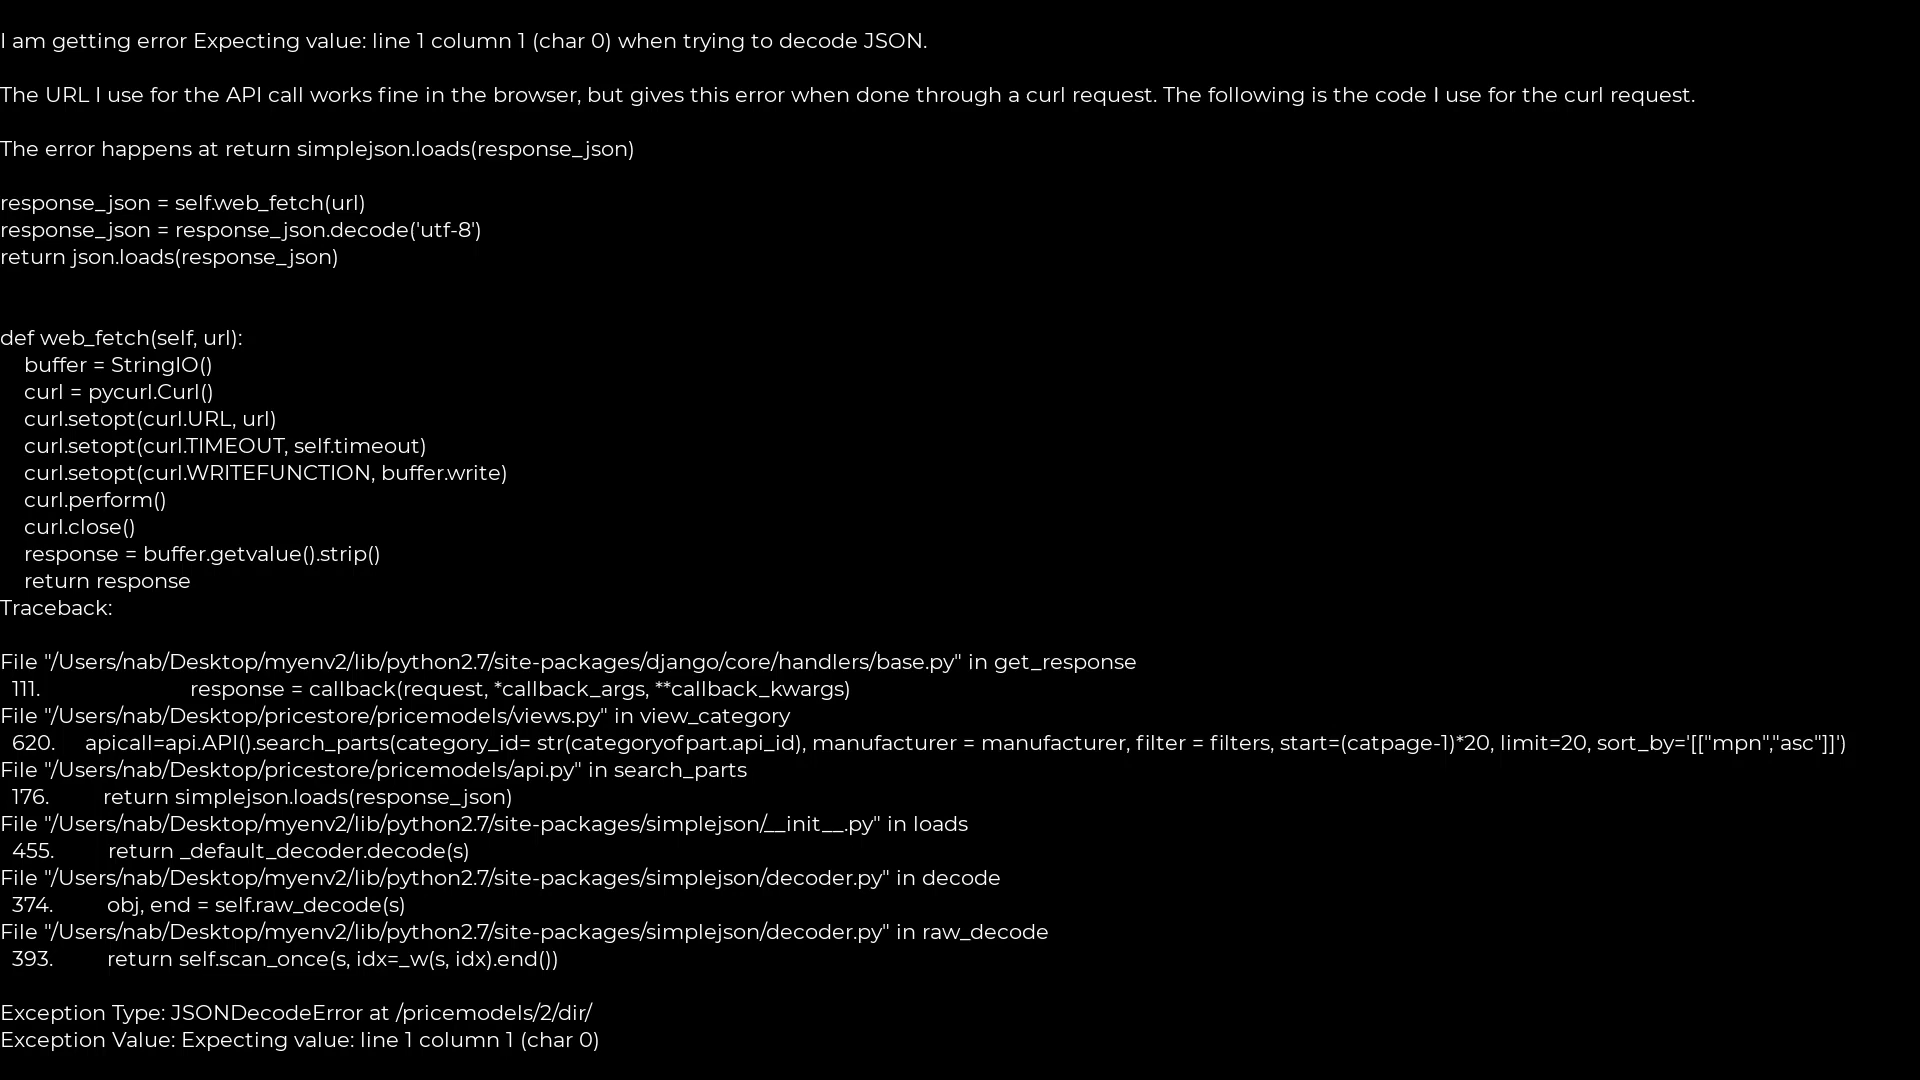 I am getting error Expecting value: line 1 column 1 (char 0) when trying to decode JSON.
The URL I use for the API call works fine in the browser, but gives this error when done through a curl request. The following is the code I use for the curl request.
The error happens at return simplejson.loads(response_json)
response_json = self.web_fetch(url)
response_json = response_json.decode('utf-8')
return json.loads(response_json)
def web_fetch(self, url):
    buffer = StringIO()
    curl = pycurl.Curl()
    curl.setopt(curl.URL, url)
    curl.setopt(curl.TIMEOUT, self.timeout)
    curl.setopt(curl.WRITEFUNCTION, buffer.write)
    curl.perform()
    curl.close()
    response = buffer.getvalue().strip()
    return response
Traceback:
File "/Users/nab/Desktop/myenv2/lib/python2.7/site-packages/django/core/handlers/base.py" in get_response
  111.                         response = callback(request, *callback_args, **callback_kwargs)
File "/Users/nab/Desktop/pricestore/pricemodels/views.py" in view_category
  620.     apicall=api.API().search_parts(category_id= str(categoryofpart.api_id), manufacturer = manufacturer, filter = filters, start=(catpage-1)*20, limit=20, sort_by='[["mpn","asc"]]')
File "/Users/nab/Desktop/pricestore/pricemodels/api.py" in search_parts
  176.         return simplejson.loads(response_json)
File "/Users/nab/Desktop/myenv2/lib/python2.7/site-packages/simplejson/__init__.py" in loads
  455.         return _default_decoder.decode(s)
File "/Users/nab/Desktop/myenv2/lib/python2.7/site-packages/simplejson/decoder.py" in decode
  374.         obj, end = self.raw_decode(s)
File "/Users/nab/Desktop/myenv2/lib/python2.7/site-packages/simplejson/decoder.py" in raw_decode
  393.         return self.scan_once(s, idx=_w(s, idx).end())
Exception Type: JSONDecodeError at /pricemodels/2/dir/
Exception Value: Expecting value: line 1 column 1 (char 0)